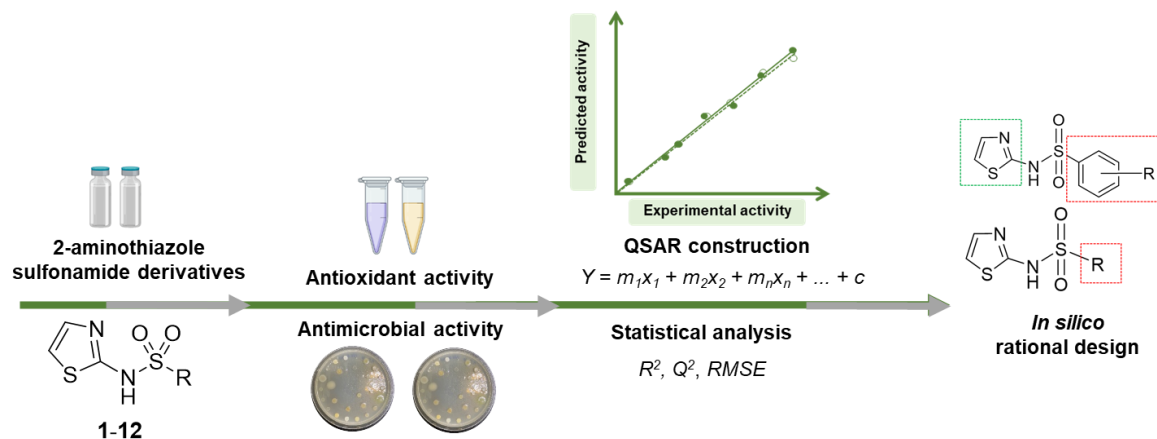 Predicted activity
Experimental activity
2-aminothiazole
sulfonamide derivatives
N
S
NH
O O
S
R
1-12
Antioxidant activity
Antimicrobial activity
QSAR construction
Y = m1x1 + m2x2 + mnxn + ... + c
Statistical analysis
R², Q², RMSE
O
N
S
S
NH
O
R
O
N
S
S
NH
O
R
In silico
rational design